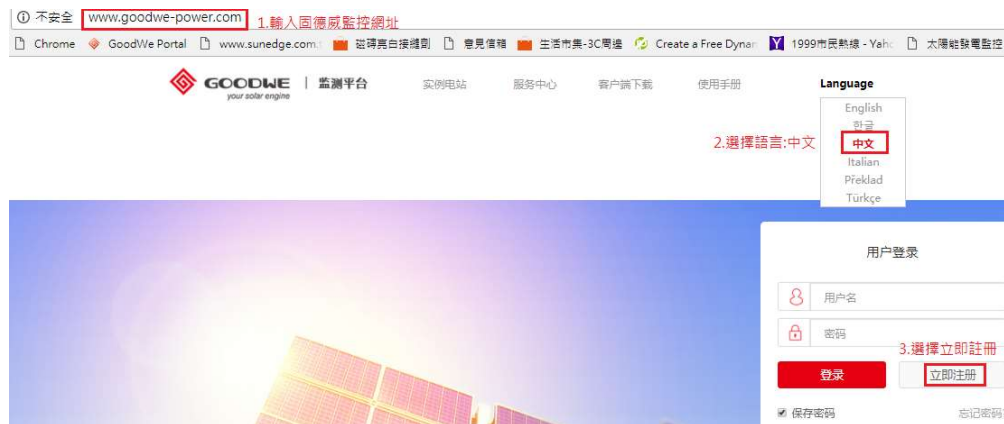 不安全 www.goodwe-power.com 1.輸入固德威監控網址
Chrome GoodWe Portal www.sunedge.com. 磁磚亮白接縫劑 意見信箱 生活市集-3C周邊 Create a Free Dynan 1999市民熱線 - Yaho 太陽能發電監控
GOODWE 监测平台 实例电站 服务中心 客户端下载 使用手册 Language
your solar engine
English
한글
2.選擇語言:中文 中文
Italian
Překlad
Türkçe
用户登录
用户名
密码
3.選擇立即註冊
登录 立即注册
保存密码 忘记密码